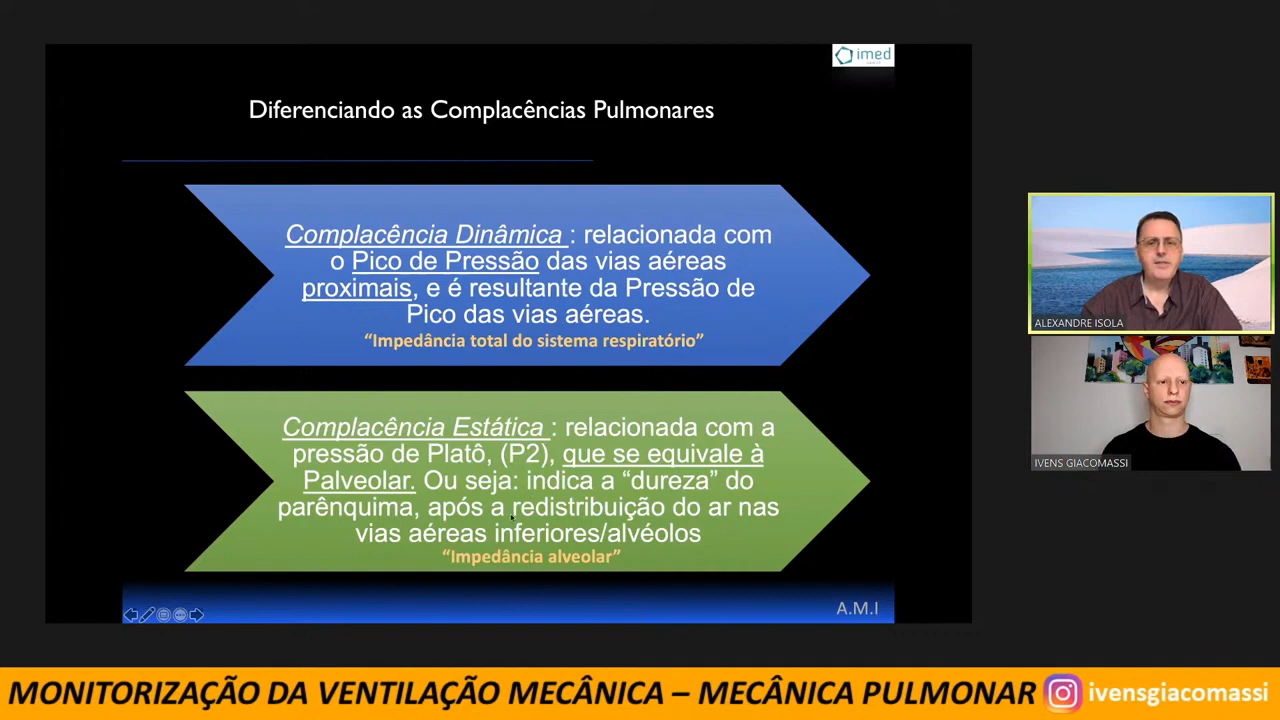 imed
Diferenciando as Complacências Pulmonares
Complacência Dinâmica : relacionada com
o Pico de Pressão das vias aéreas
proximais, e é resultante da Pressão de
Pico das vias aéreas.
“Impedância total do sistema respiratório”
Complacência Estática : relacionada com a
pressão de Platô, (P2), que se equivale à
Palveolar. Ou seja: indica a “dureza” do
parênquima, após a redistribuição do ar nas
vias aéreas inferiores/alvéolos
“Impedância alveolar”
A.M.I
ALEXANDRE ISOLA
IVENS GIACOMASSI
MONITORIZAÇÃO DA VENTILAÇÃO MECÂNICA – MECÂNICA PULMONAR ivensgiacomassi